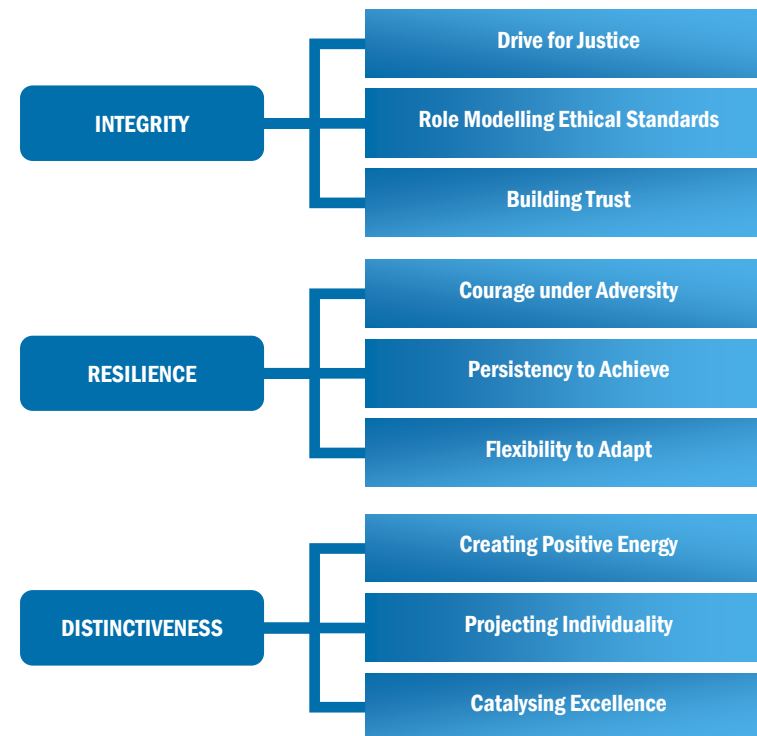 INTEGRITY
Drive for Justice
Role Modelling Ethical Standards
Building Trust
RESILIENCE
Courage under Adversity
Persistency to Achieve
Flexibility to Adapt
DISTINCTIVENESS
Creating Positive Energy
Projecting Individuality
Catalysing Excellence